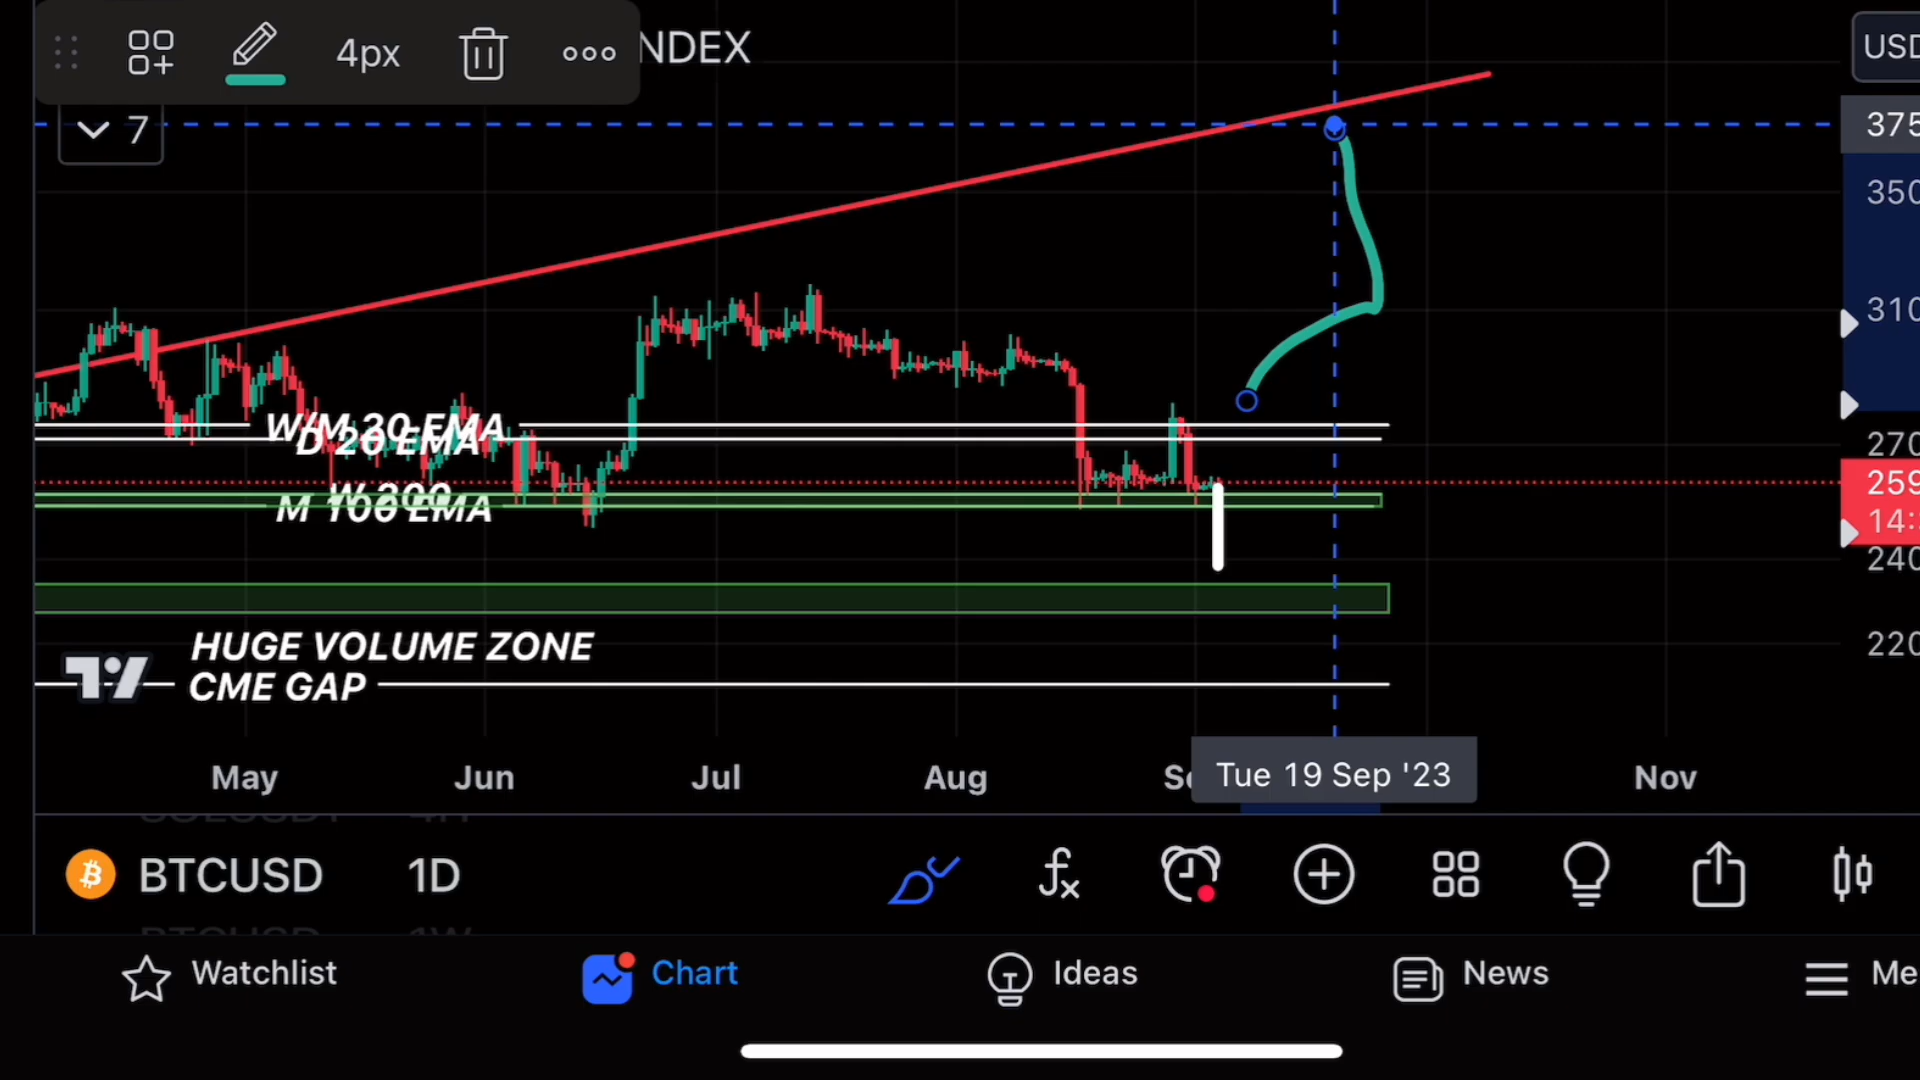 4px
NDEX
USD
7
375
350
310
W/M 30 EMA
D 20 EMA
270
259
W 200
M 100 EMA
14:
240
HUGE VOLUME ZONE
220
CME GAP
May
Jun
Jul
Aug
Tue 19 Sep '23
Nov
BTCUSD
1D
Watchlist
Chart
Ideas
News
Me